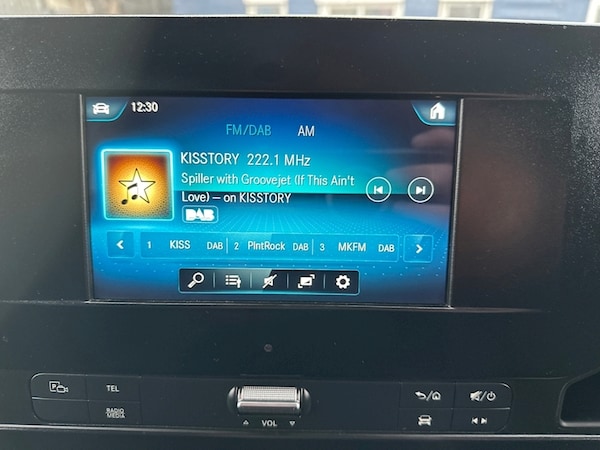 12:30
FM/DAB AM
KISSTORY 222.1 MHz
Spiller with Groovejet (If This Ain't
Love) – on KISSTORY
DAB
1 KISS DAB 2 PlntRock DAB 3 MKFM DAB
P TEL
RADIO
MEDIA
VOL